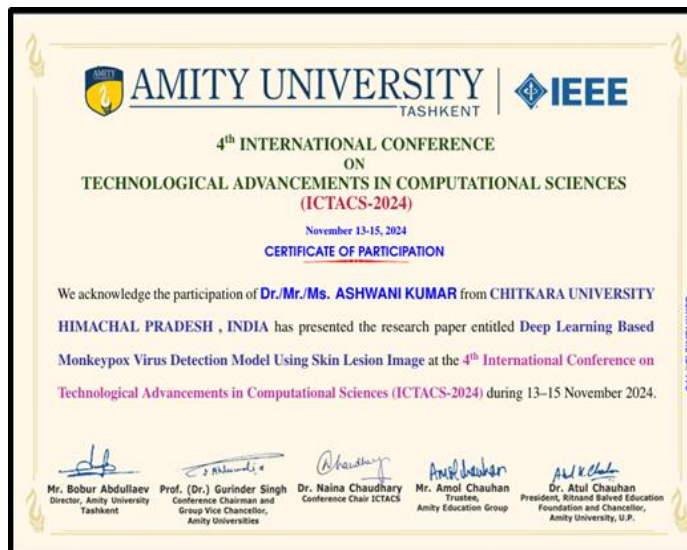 AMITY
AMITY UNIVERSITY
TASHKENT
IEEE
4th INTERNATIONAL CONFERENCE
ON
TECHNOLOGICAL ADVANCEMENTS IN COMPUTATIONAL SCIENCES
(ICTACS-2024)
November 13-15, 2024
CERTIFICATE OF PARTICIPATION
We acknowledge the participation of Dr./Mr./Ms. ASHWANI KUMAR from CHITKARA UNIVERSITY
HIMACHAL PRADESH , INDIA has presented the research paper entitled Deep Learning Based
Monkeypox Virus Detection Model Using Skin Lesion Image at the 4th International Conference on
Technological Advancements in Computational Sciences (ICTACS-2024) during 13–15 November 2024.
Chaudhary
Amol Chauhan
Mr. Bobur Abdullaev
Director, Amity University
Tashkent
Prof. (Dr.) Gurinder Singh
Conference Chairman and
Group Vice Chancellor,
Amity Universities
Dr. Naina Chaudhary
Conference Chair ICTACS
Mr. Amol Chauhan
Trustee,
Amity Education Group
Dr. Atul Chauhan
President, Ritnand Balved Education
Foundation and Chancellor,
Amity University, U.P.